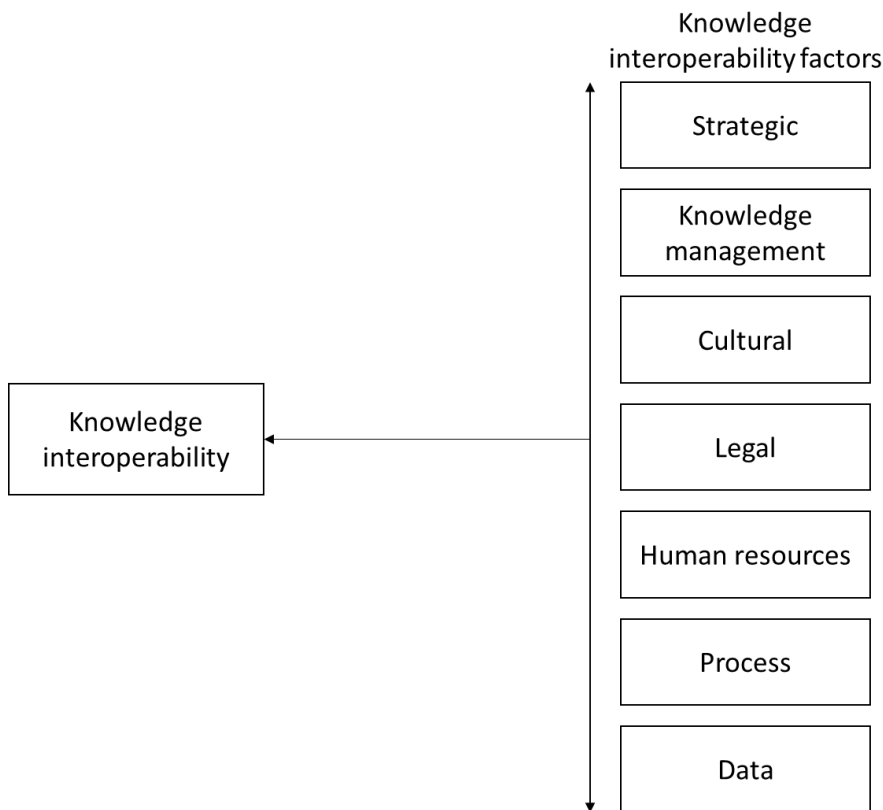 Knowledge
interoperability factors
Strategic
Knowledge
management
Cultural
Knowledge
interoperability
Legal
Human resources
Process
Data